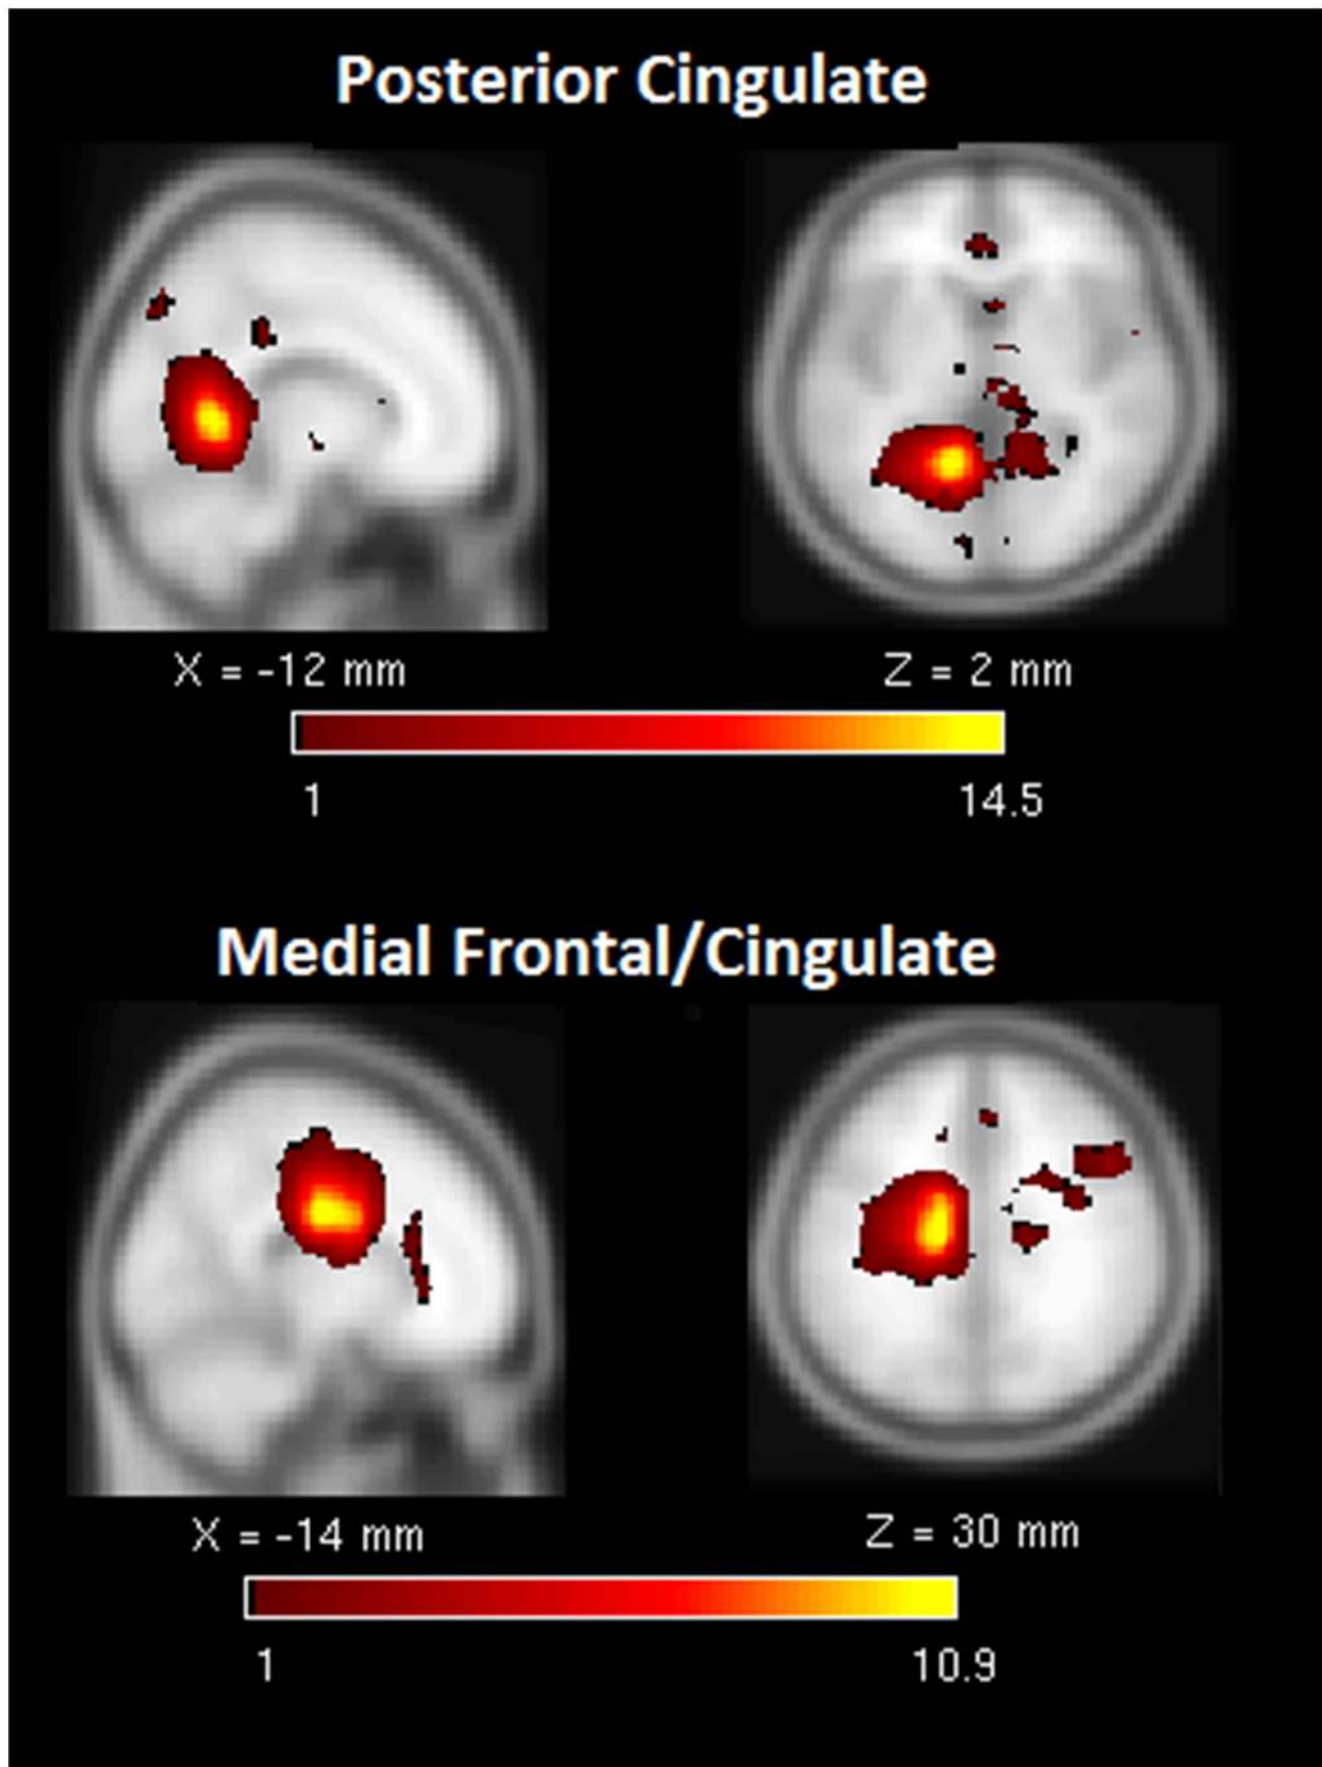 Posterior Cingulate
X = -12 mm
Z = 2 mm
1
14.5
Medial Frontal/Cingulate
X = -14 mm
Z = 30 mm
1
10.9